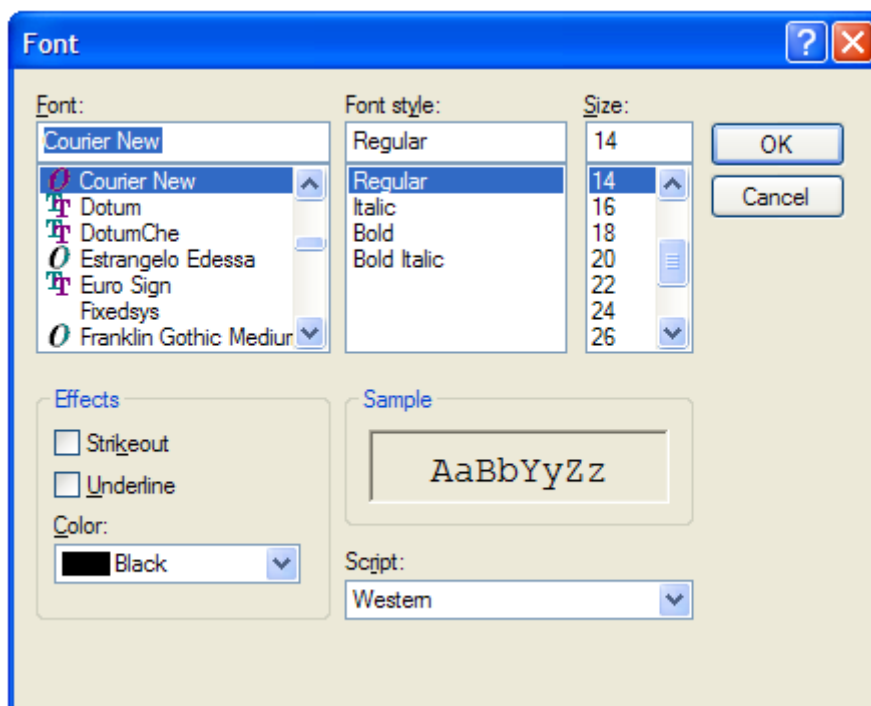 Font
Font:
Courier New
Courier New
Dotum
DotumChe
Estrangelo Edessa
Euro Sign
Fixedsys
Franklin Gothic Mediur
Font style:
Regular
Regular
Italic
Bold
Bold Italic
Size:
14
14
16
18
20
22
24
26
OK
Cancel
Effects
Strikeout
Underline
Color:
Black
Sample
AaBbYyZz
Script:
Western